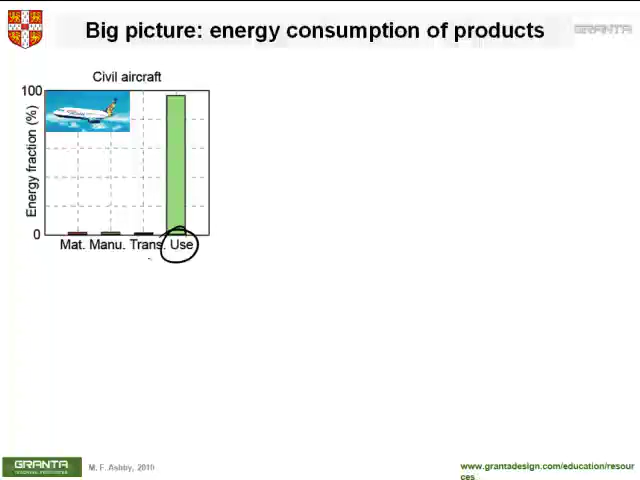 Big picture: energy consumption of products
GRANTA
Civil aircraft
100
Energy fraction (%)
0
Mat. Manu. Trans. Use
GRANTA
M. F. Ashby, 2010
www.grantadesign.com/education/resour
ces